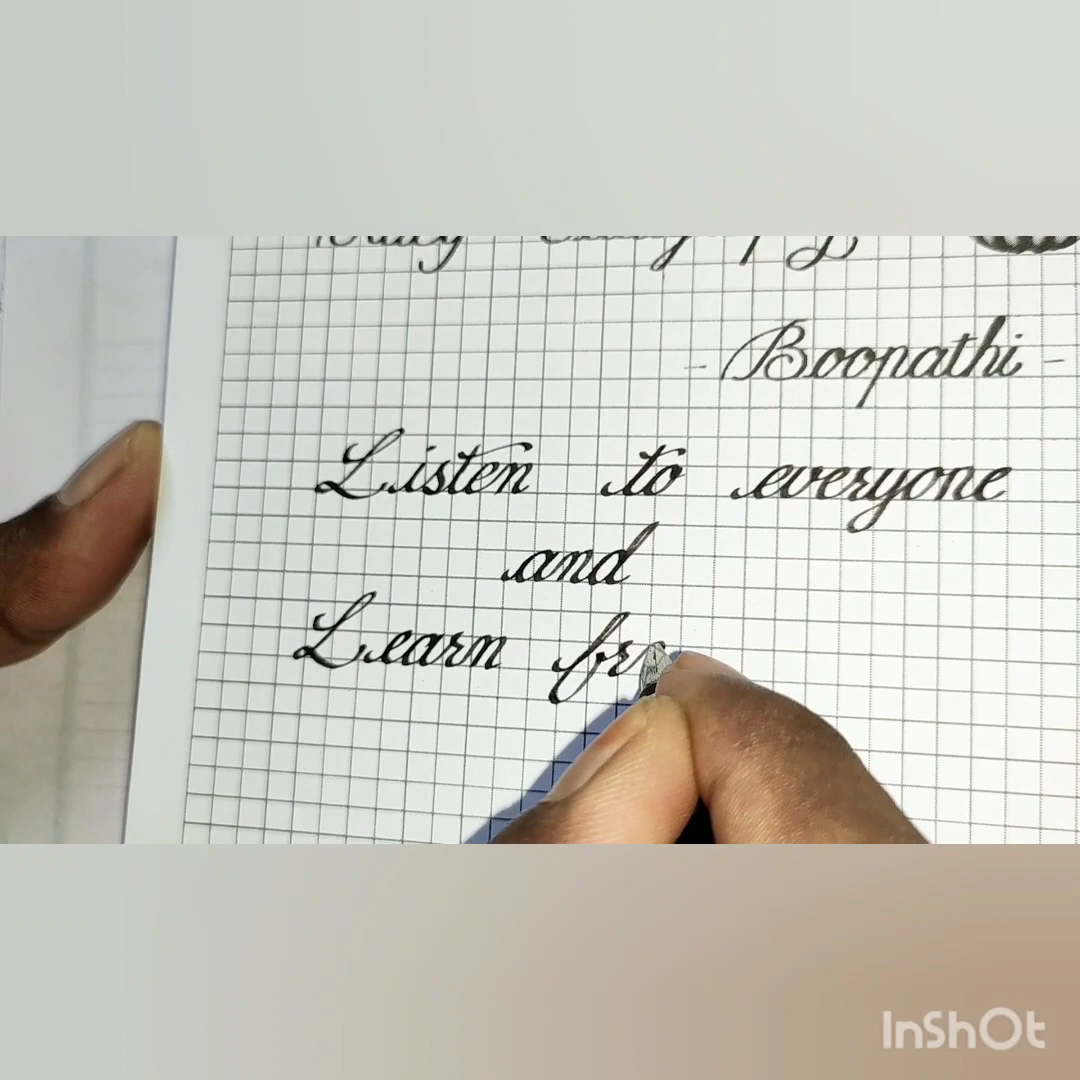 - Boopathi -
Listen to everyone
and
Learn fr
InShOt